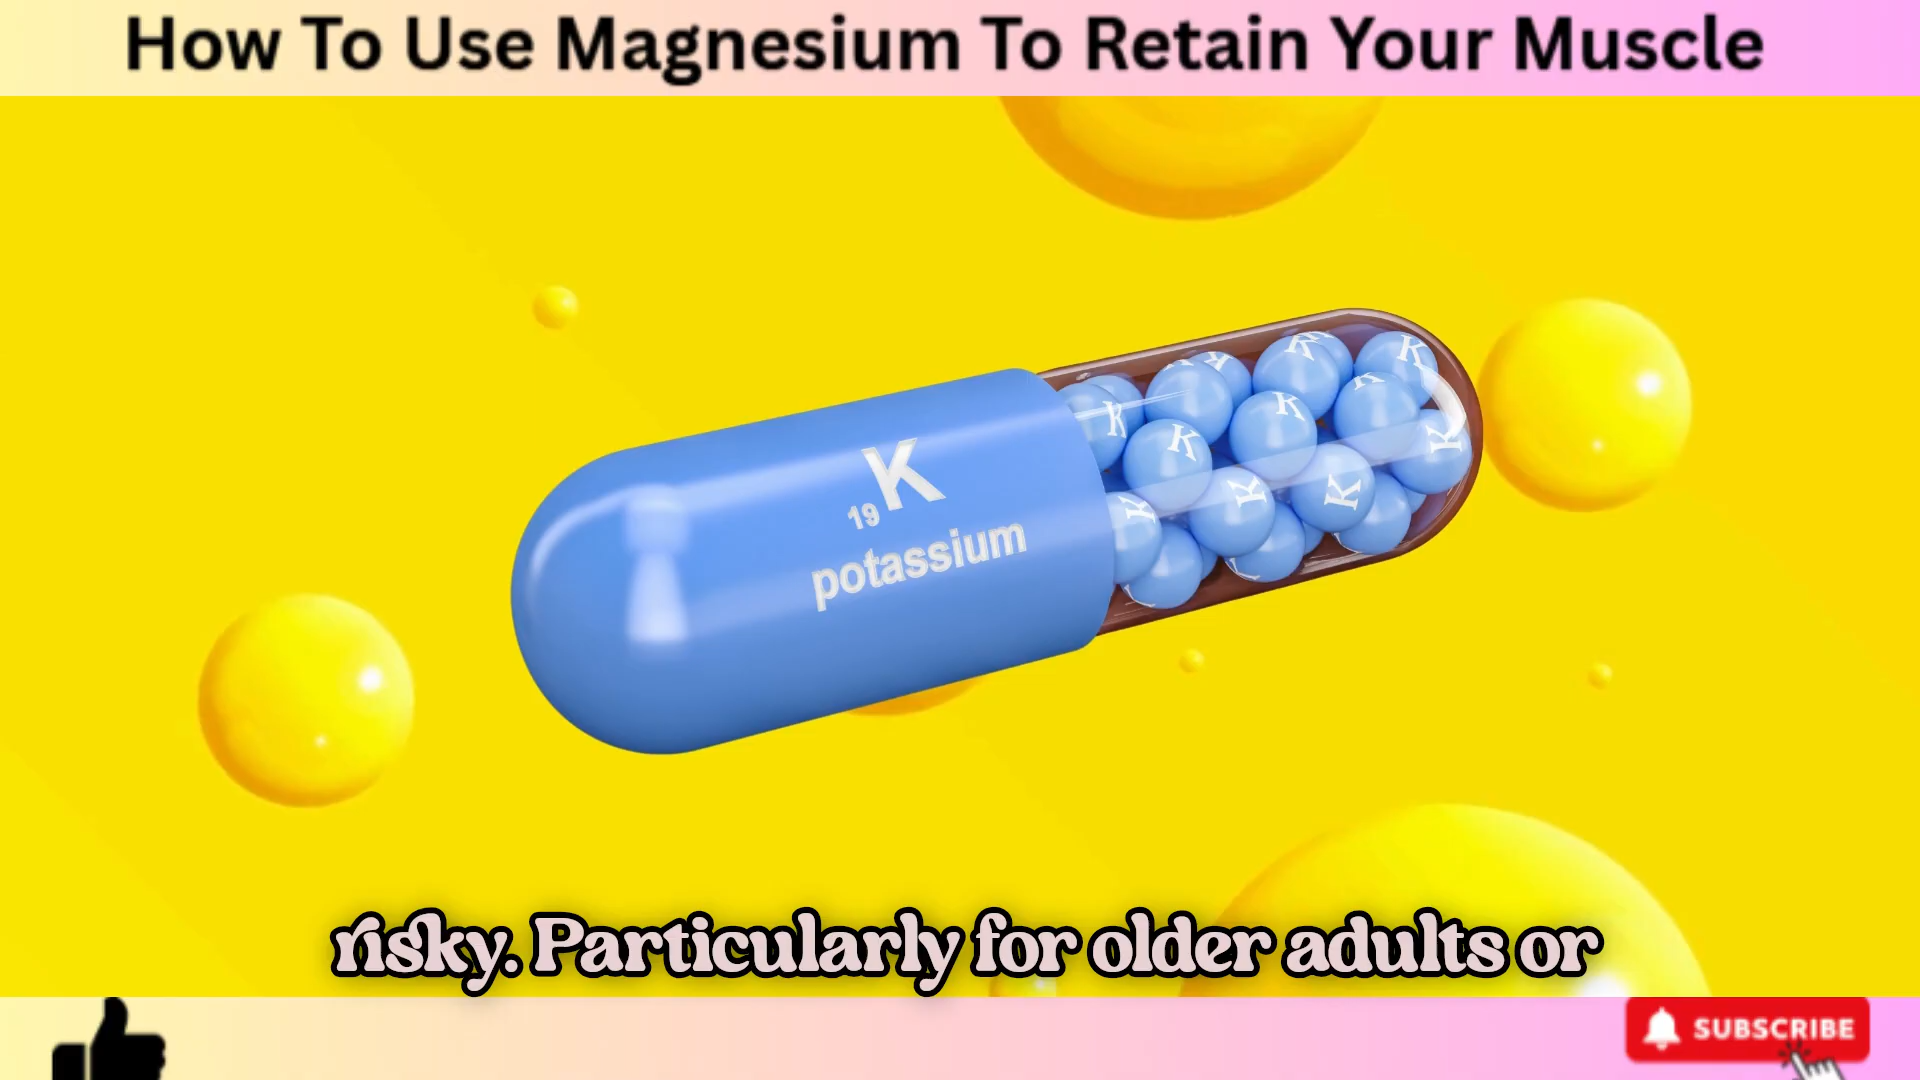 How To Use Magnesium To Retain Your Muscle
K
K
K
K
K
K
K
K
K
K
K
K
19
potassium
risky. Particularly for older adults or
SUBSCRIBE